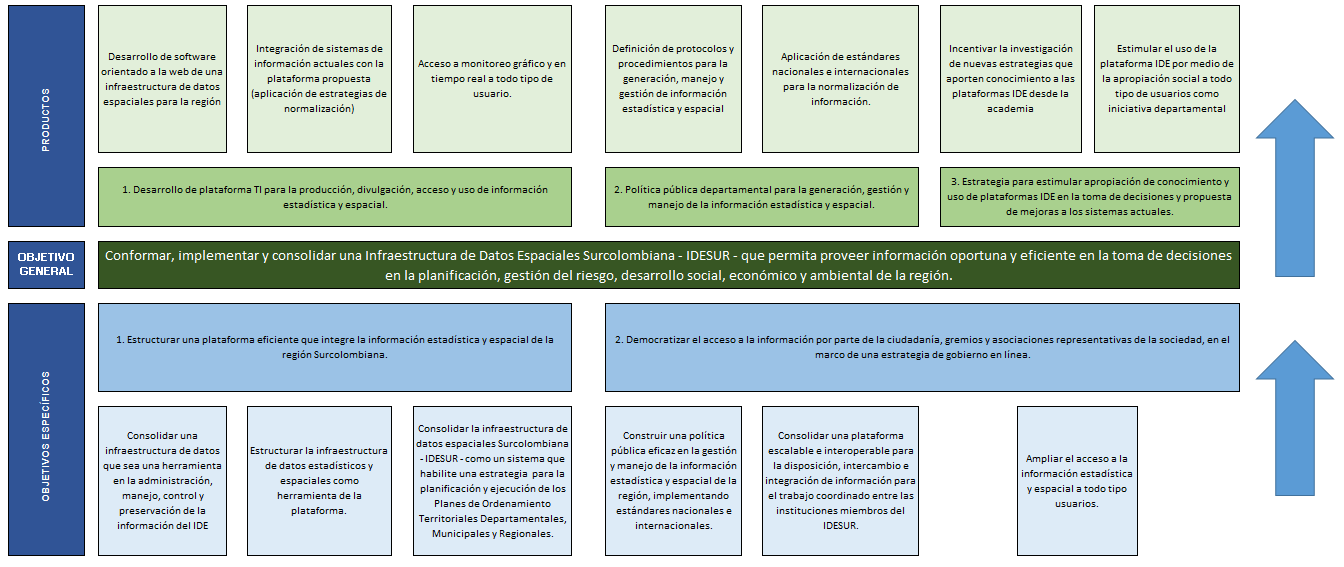 PRODUCTOS
Desarrollo de software
orientado a la web de una
infraestructura de datos
espaciales para la región
Integración de sistemas de
información actuales con la
plataforma propuesta
(aplicación de estrategias de
normalización)
Acceso a monitoreo gráfico y en
tiempo real a todo tipo de
usuario.
Definición de protocolos y
procedimientos para la
generación, manejo y
gestión de información
estadística y espacial
Aplicación de estándares
nacionales e internacionales
para la normalización de
información.
Incentivar la investigación
de nuevas estrategias que
aporten conocimiento a las
plataformas IDE desde la
academia
Estimular el uso de la
plataforma IDE por medio de
la apropiación social a todo
tipo de usuarios como
iniciativa departamental
1. Desarrollo de plataforma TI para la producción, divulgación, acceso y uso de información
estadística y espacial.
2. Política pública departamental para la generación, gestión y
manejo de la información estadística y espacial.
3. Estrategia para estimular apropiación de conocimiento y
uso de plataformas IDE en la toma de decisiones y propuesta
de mejoras a los sistemas actuales.
OBJETIVO
GENERAL
Conformar, implementar y consolidar una Infraestructura de Datos Espaciales Surcolombiana - IDESUR - que permita proveer información oportuna y eficiente en la toma de decisiones
en la planificación, gestión del riesgo, desarrollo social, económico y ambiental de la región.
OBJETIVOS ESPECÍFICOS
1. Estructurar una plataforma eficiente que integre la información estadística y espacial de la
región Surcolombiana.
2. Democratizar el acceso a la información por parte de la ciudadanía, gremios y asociaciones representativas de la sociedad, en el
marco de una estrategia de gobierno en línea.
Consolidar una
infraestructura de datos
que sea una herramienta
en la administración,
manejo, control y
preservación de la
información del IDE
Estructurar la infraestructura
de datos estadísticos y
espaciales como
herramienta de la
plataforma.
Consolidar la infraestructura de
datos espaciales Surcolombiana
- IDESUR - como un sistema que
habilite una estrategia para la
planificación y ejecución de los
Planes de Ordenamiento
Territoriales Departamentales,
Municipales y Regionales.
Construir una política
pública eficaz en la gestión
y manejo de la información
estadística y espacial de la
región, implementando
estándares nacionales e
internacionales.
Consolidar una plataforma
escalable e interoperable para
la disposición, intercambio e
integración de información para
el trabajo coordinado entre las
instituciones miembros del
IDESUR.
Ampliar el acceso a la
información estadística
y espacial a todo tipo
usuarios.